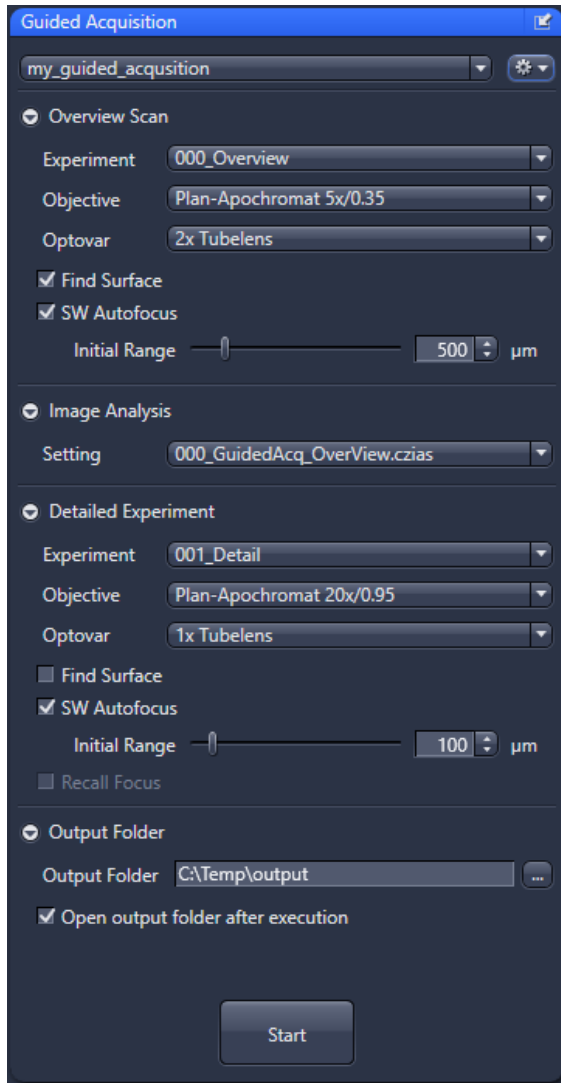 Guided Acquisition
my_guided_acqusition
Overview Scan
Experiment 000_Overview
Objective Plan-Apochromat 5x/0.35
Optovar 2x Tubelens
Find Surface
SW Autofocus
Initial Range 500 µm
Image Analysis
Setting 000_GuidedAcq_OverView.czias
Detailed Experiment
Experiment 001_Detail
Objective Plan-Apochromat 20x/0.95
Optovar 1x Tubelens
Find Surface
SW Autofocus
Initial Range 100 µm
Recall Focus
Output Folder
Output Folder C:\Temp\output ...
Open output folder after execution
Start